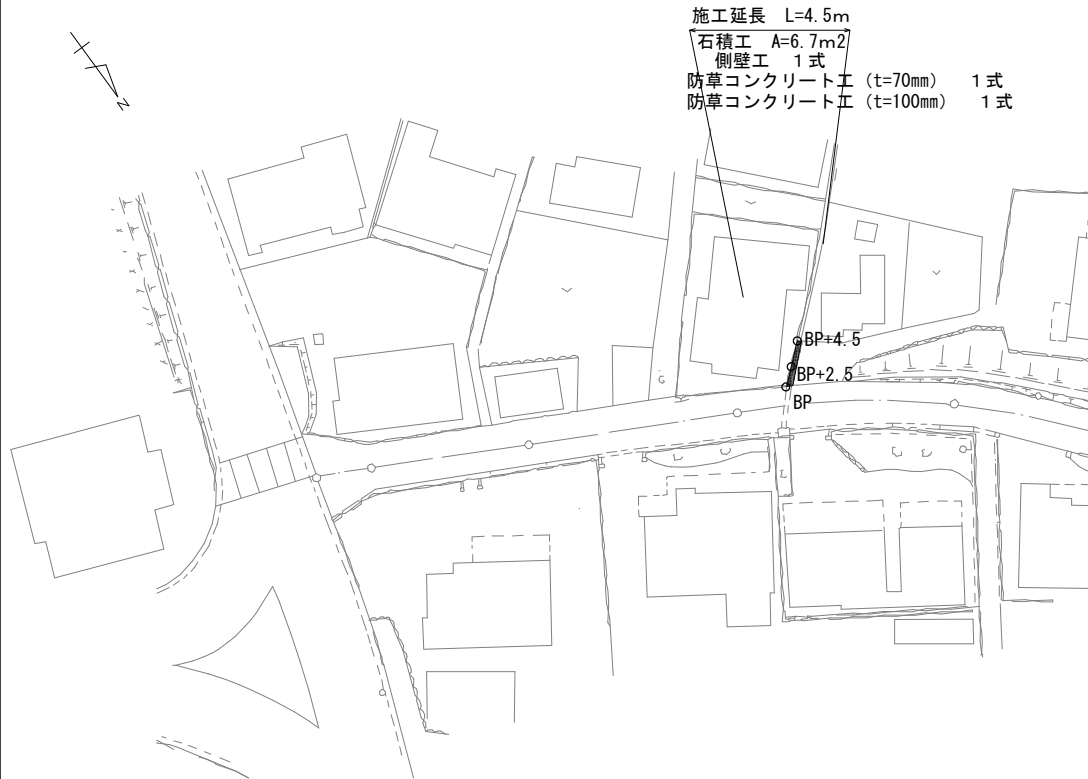 施工延長 L=4.5m
石積工 A=6.7m2
側壁工 1式
防草コンクリート工(t=70mm) 1式
防草コンクリート工(t=100mm) 1式
N
BP+4.5
BP+2.5
BP